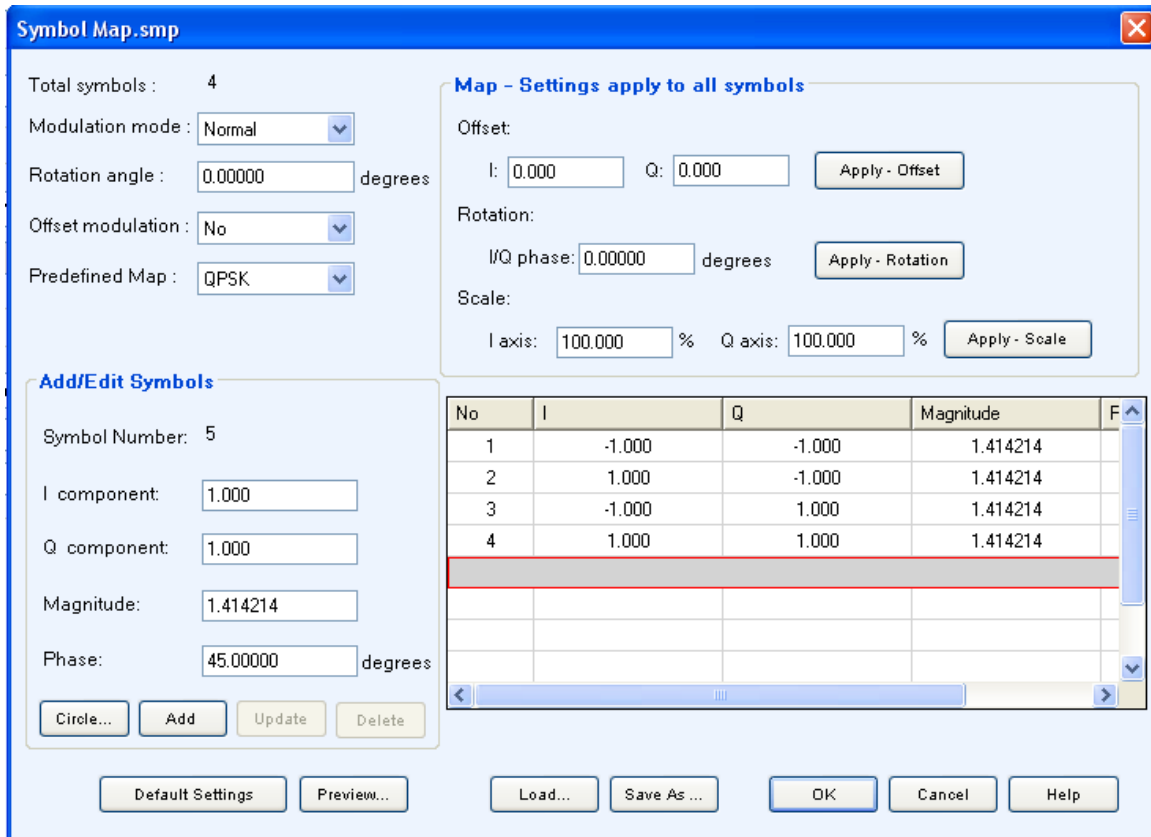 Symbol Map.smp
Total symbols : 4
Modulation mode : Normal
Rotation angle : 0.00000 degrees
Offset modulation : No
Predefined Map : QPSK
Map - Settings apply to all symbols
Offset:
I: 0.000 Q: 0.000 Apply - Offset
Rotation:
I/Q phase: 0.00000 degrees Apply - Rotation
Scale:
I axis: 100.000 % Q axis: 100.000 % Apply - Scale
Add/Edit Symbols
Symbol Number: 5
I component: 1.000
Q component: 1.000
Magnitude: 1.414214
Phase: 45.00000 degrees
Circle... Add Update Delete
No I Q Magnitude F
1 -1.000 -1.000 1.414214
2 1.000 -1.000 1.414214
3 -1.000 1.000 1.414214
4 1.000 1.000 1.414214
Default Settings Preview... Load... Save As ... OK Cancel Help